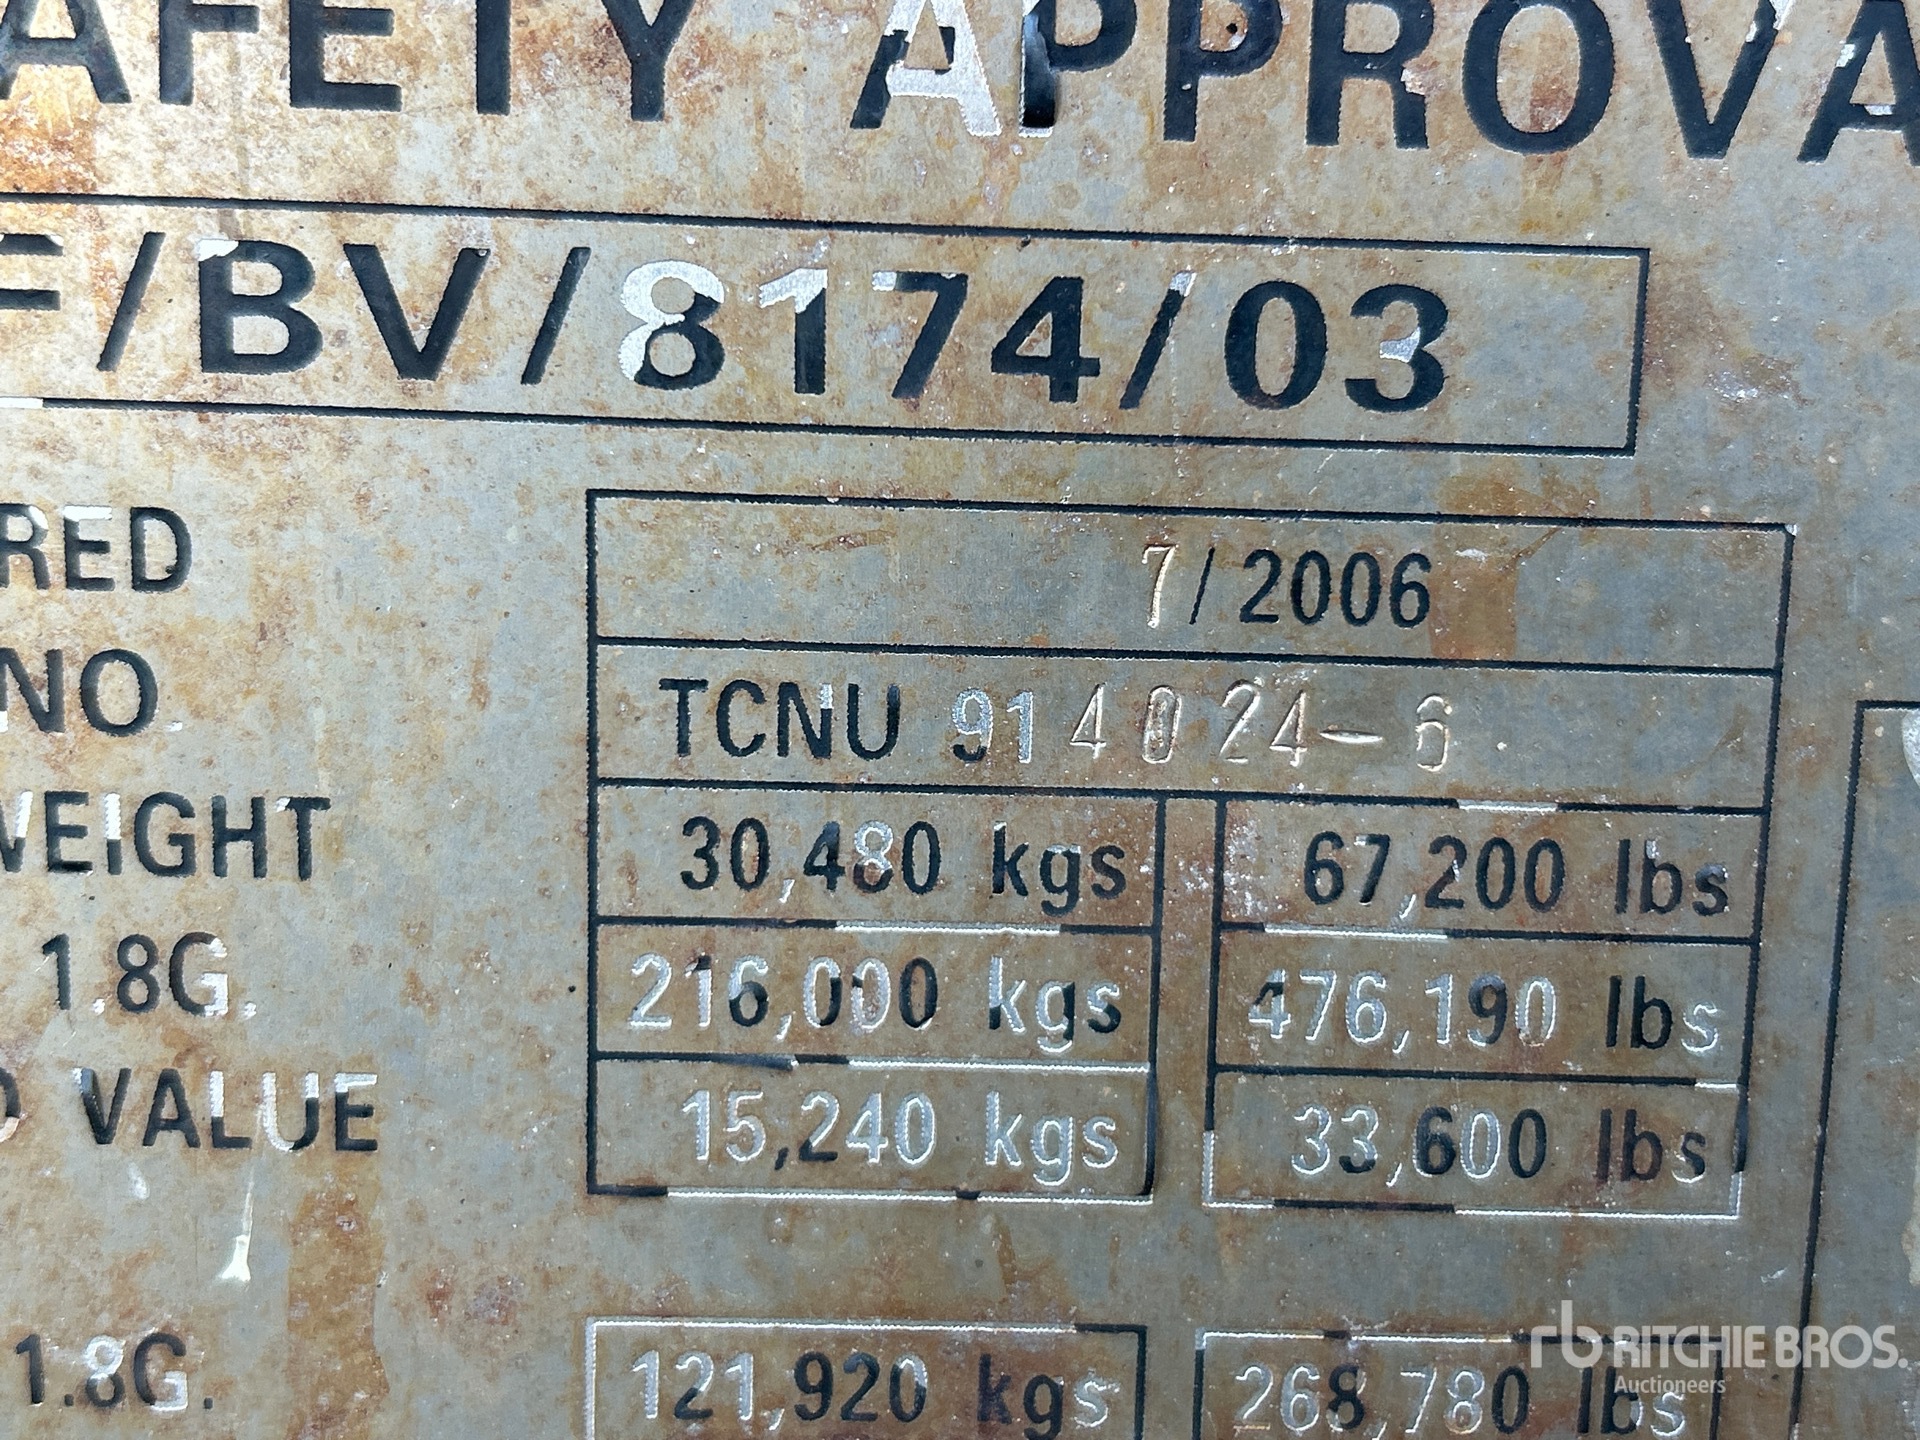 AFETY APPROVA
F/BV/8174/03
RED 7/2006
NO. TCNU 914024-6
WEIGHT 30,480 kgs 67,200 lbs
1.8G. 216,000 kgs 476,190 lbs
VALUE 15,240 kgs 33,600 lbs
1.8G. 121,920 kgs 268,780 lbs
rb RITCHIE BROS.
Auctioneers